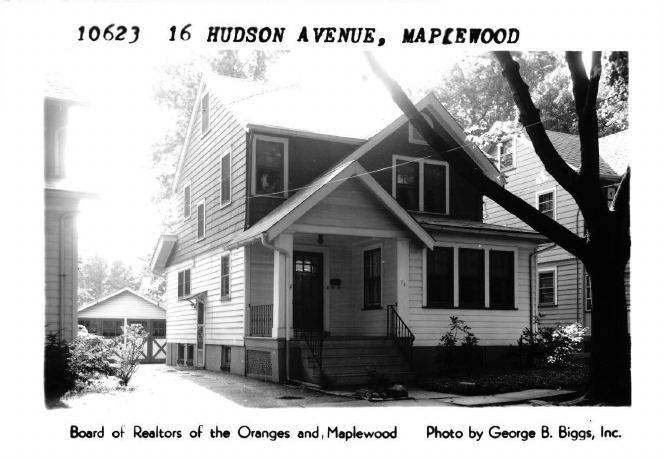 10623 16 HUDSON AVENUE, MAPLEWOOD
Board of Realtors of the Oranges and, Maplewood Photo by George B. Biggs, Inc.